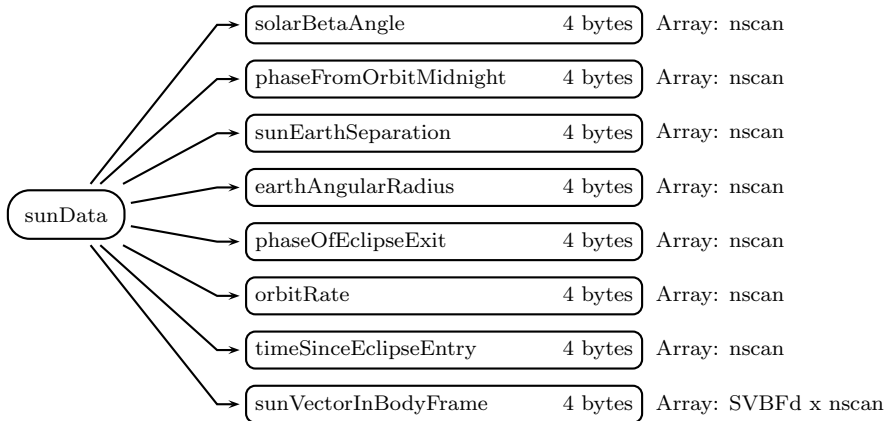 solarBetaAngle 4 bytes Array: nscan
phaseFromOrbitMidnight 4 bytes Array: nscan
sunEarthSeparation 4 bytes Array: nscan
earthAngularRadius 4 bytes Array: nscan
sunData
phaseOfEclipseExit 4 bytes Array: nscan
orbitRate 4 bytes Array: nscan
timeSinceEclipseEntry 4 bytes Array: nscan
sunVectorInBodyFrame 4 bytes Array: SVBFd x nscan